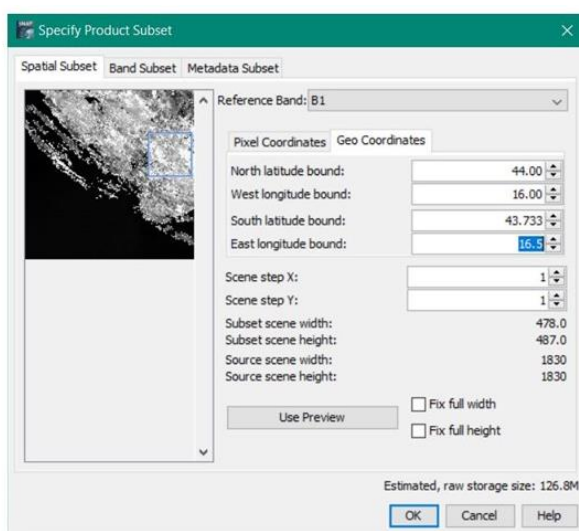 Specify Product Subset
Spatial Subset Band Subset Metadata Subset
Reference Band: B1
Pixel Coordinates Geo Coordinates
North latitude bound: 44.00
West longitude bound: 16.00
South latitude bound: 43.733
East longitude bound: 16.5
Scene step X: 1
Scene step Y: 1
Subset scene width: 478.0
Subset scene height: 487.0
Source scene width: 1830
Source scene height: 1830
Use Preview
Fix full width
Fix full height
Estimated, raw storage size: 126.8M
OK Cancel Help